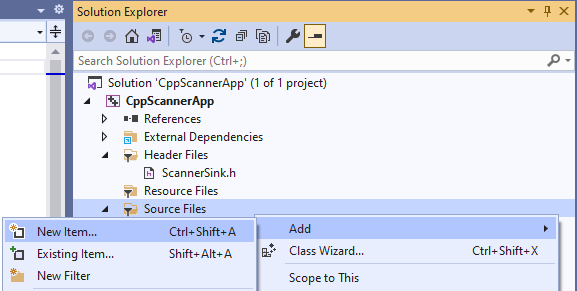 Solution Explorer
Search Solution Explorer (Ctrl+;)
Solution 'CppScannerApp' (1 of 1 project)
CppScannerApp
References
External Dependencies
Header Files
ScannerSink.h
Resource Files
Source Files
New Item... Ctrl+Shift+A
Existing Item... Shift+Alt+A
New Filter
Add
Class Wizard... Ctrl+Shift+X
Scope to This